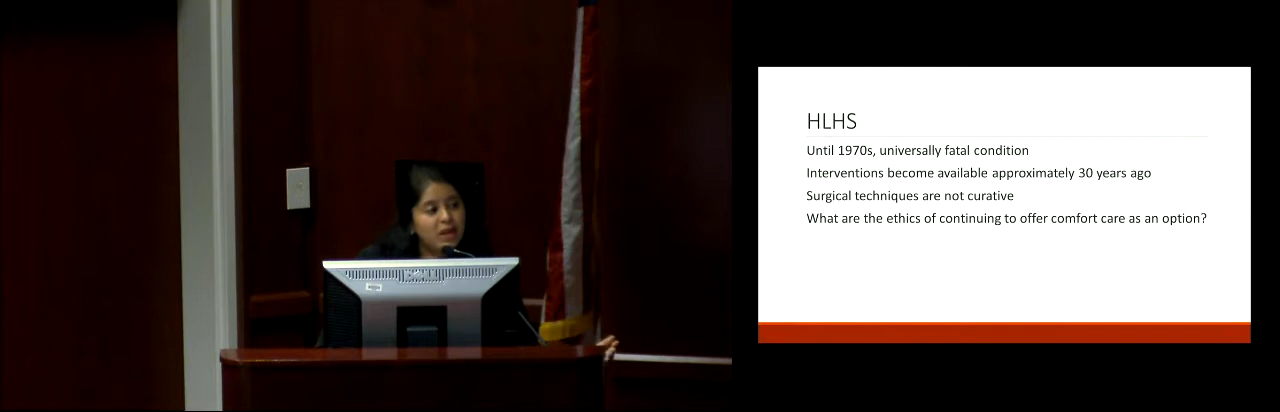 HLHS
Until 1970s, universally fatal condition
Interventions become available approximately 30 years ago
Surgical techniques are not curative
What are the ethics of continuing to offer comfort care as an option?